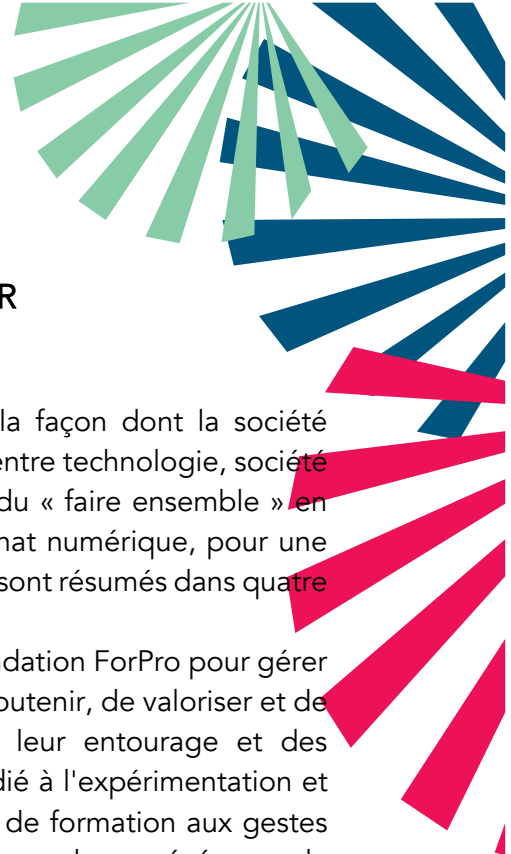 R
la façon dont la société
entre technologie, société
du « faire ensemble » en
nat numérique, pour une
sont résumés dans quatre
dation ForPro pour gérer
outenir, de valoriser et de
leur entourage et des
dié à l'expérimentation et
de formation aux gestes